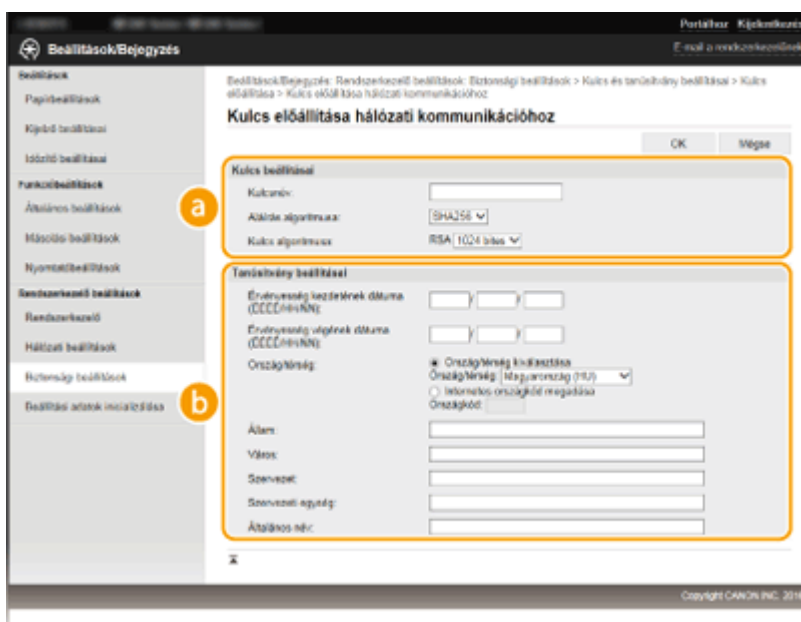 Portálhoz Kijelentkezés
Beállítások/Bejegyzés
E-mail a rendszerkezelőnek
Beállítások
Papírbeállítások
Kijelző beállításai
Időzítő beállításai
Funkcióbeállítások
Általános beállítások
Másolási beállítások
Nyomtatóbeállítások
Rendszerkezelő beállítások
Rendszerkezelő
Hálózati beállítások
Biztonsági beállítások
Beállítási adatok inicializálása
Beállítások/Bejegyzés: Rendszerkezelő beállítások: Biztonsági beállítások > Kulcs és tanúsítvány beállításai > Kulcs
előállítása > Kulcs előállítása hálózati kommunikációhoz
Kulcs előállítása hálózati kommunikációhoz
OK Mégse
a
Kulcs beállításai
Kulcsnév:
Aláírás algoritmusa: SHA256
Kulcs algoritmusa: RSA 1024 bites
b
Tanúsítvány beállításai
Érvényesség kezdetének dátuma / /
(ÉÉÉÉ/HH/NN):
Érvényesség végének dátuma / /
(ÉÉÉÉ/HH/NN):
Ország/térség: Ország/térség kiválasztása
Ország/térség: Magyarország (HU)
Internetes országkód megadása
Országkód:
Állam:
Város:
Szervezet:
Szervezeti egység:
Általános név:
Copyright CANON INC. 2016